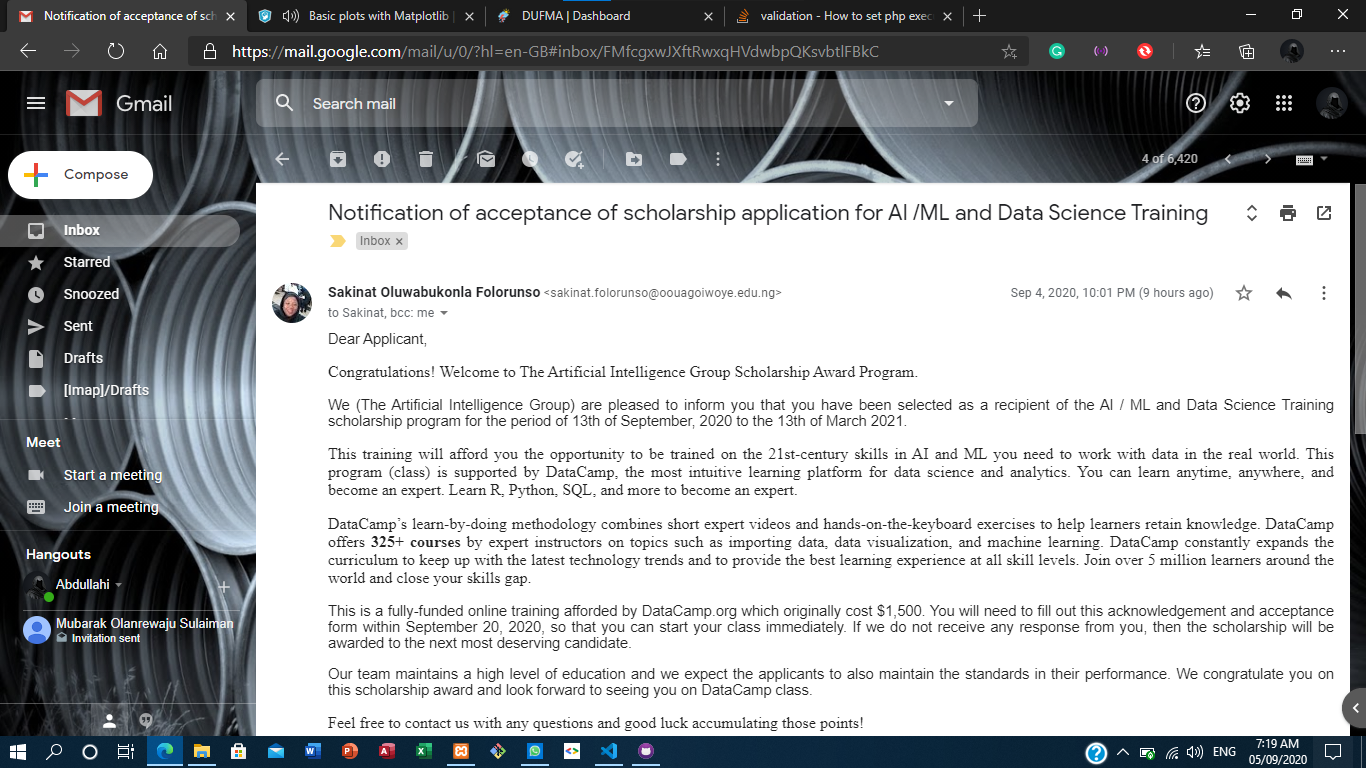 Notification of acceptance of sch
Basic plots with Matplotlib |
DUFMA | Dashboard
validation - How to set php exec
https://mail.google.com/mail/u/0/?hl=en-GB#inbox/FMfcgxwJXftRwxqHVdwbpQKsvbtlFBkC
Gmail
Search mail
Compose
4 of 6,420
Inbox
Starred
Snoozed
Sent
Drafts
[Imap]/Drafts
Meet
Start a meeting
Join a meeting
Hangouts
Abdullahi
Mubarak Olanrewaju Sulaiman
Invitation sent
Notification of acceptance of scholarship application for AI /ML and Data Science Training
Inbox x
Sakinat Oluwabukonla Folorunso <sakinat.folorunso@oouagoiwoye.edu.ng>
Sep 4, 2020, 10:01 PM (9 hours ago)
to Sakinat, bcc: me
Dear Applicant,
Congratulations! Welcome to The Artificial Intelligence Group Scholarship Award Program.
We (The Artificial Intelligence Group) are pleased to inform you that you have been selected as a recipient of the AI / ML and Data Science Training
scholarship program for the period of 13th of September, 2020 to the 13th of March 2021.
This training will afford you the opportunity to be trained on the 21st-century skills in AI and ML you need to work with data in the real world. This
program (class) is supported by DataCamp, the most intuitive learning platform for data science and analytics. You can learn anytime, anywhere, and
become an expert. Learn R, Python, SQL, and more to become an expert.
DataCamp's learn-by-doing methodology combines short expert videos and hands-on-the-keyboard exercises to help learners retain knowledge. DataCamp
offers 325+ courses by expert instructors on topics such as importing data, data visualization, and machine learning. DataCamp constantly expands the
curriculum to keep up with the latest technology trends and to provide the best learning experience at all skill levels. Join over 5 million learners around the
world and close your skills gap.
This is a fully-funded online training afforded by DataCamp.org which originally cost $1,500. You will need to fill out this acknowledgement and acceptance
form within September 20, 2020, so that you can start your class immediately. If we do not receive any response from you, then the scholarship will be
awarded to the next most deserving candidate.
Our team maintains a high level of education and we expect the applicants to also maintain the standards in their performance. We congratulate you on
this scholarship award and look forward to seeing you on DataCamp class.
Feel free to contact us with any questions and good luck accumulating those points!
ENG
7:19 AM
05/09/2020